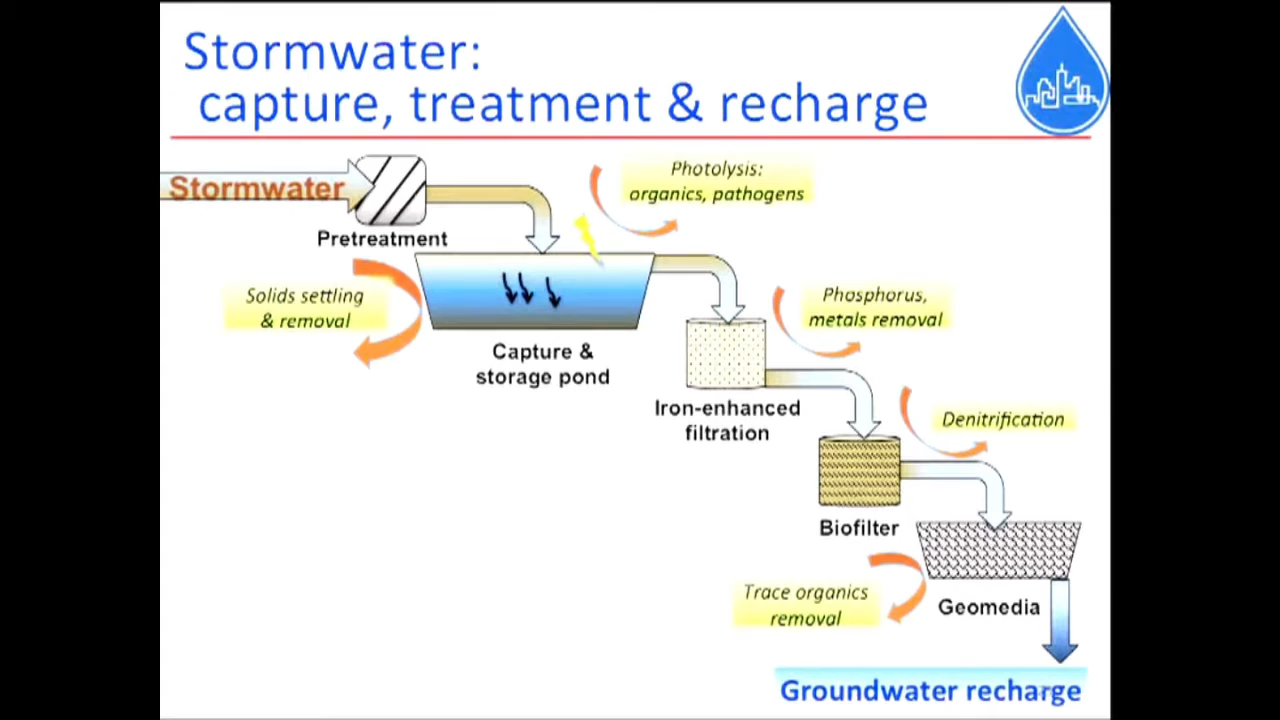 Stormwater:
capture, treatment & recharge
Stormwater
Pretreatment
Photolysis:
organics, pathogens
Solids settling
& removal
Capture &
storage pond
Phosphorus,
metals removal
Iron-enhanced
filtration
Denitrification
Biofilter
Trace organics
removal
Geomedia
Groundwater recharge